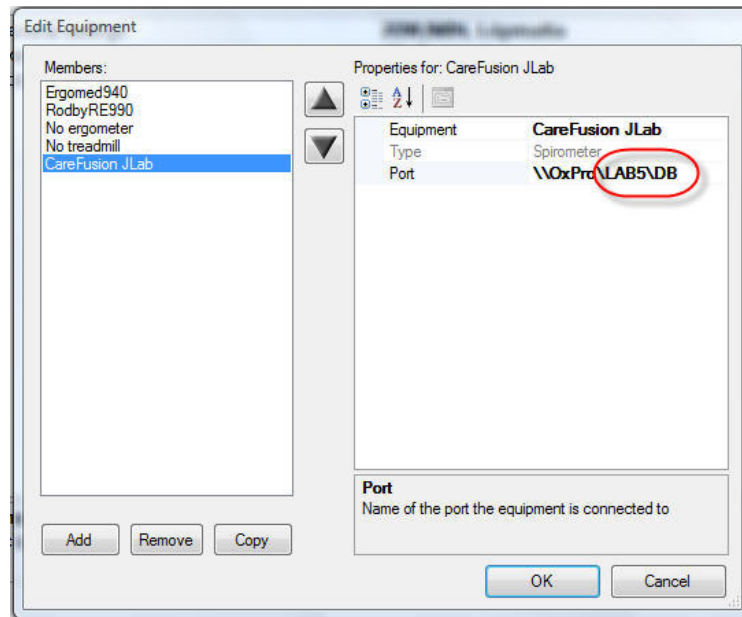 Edit Equipment
Members:
Ergomed940
RodbyRE990
No ergometer
No treadmill
CareFusion JLab
Add
Remove
Copy
Properties for: CareFusion JLab
Equipment CareFusion JLab
Type Spirometer
Port \\OxPro\LAB5\DB
Port
Name of the port the equipment is connected to
OK
Cancel